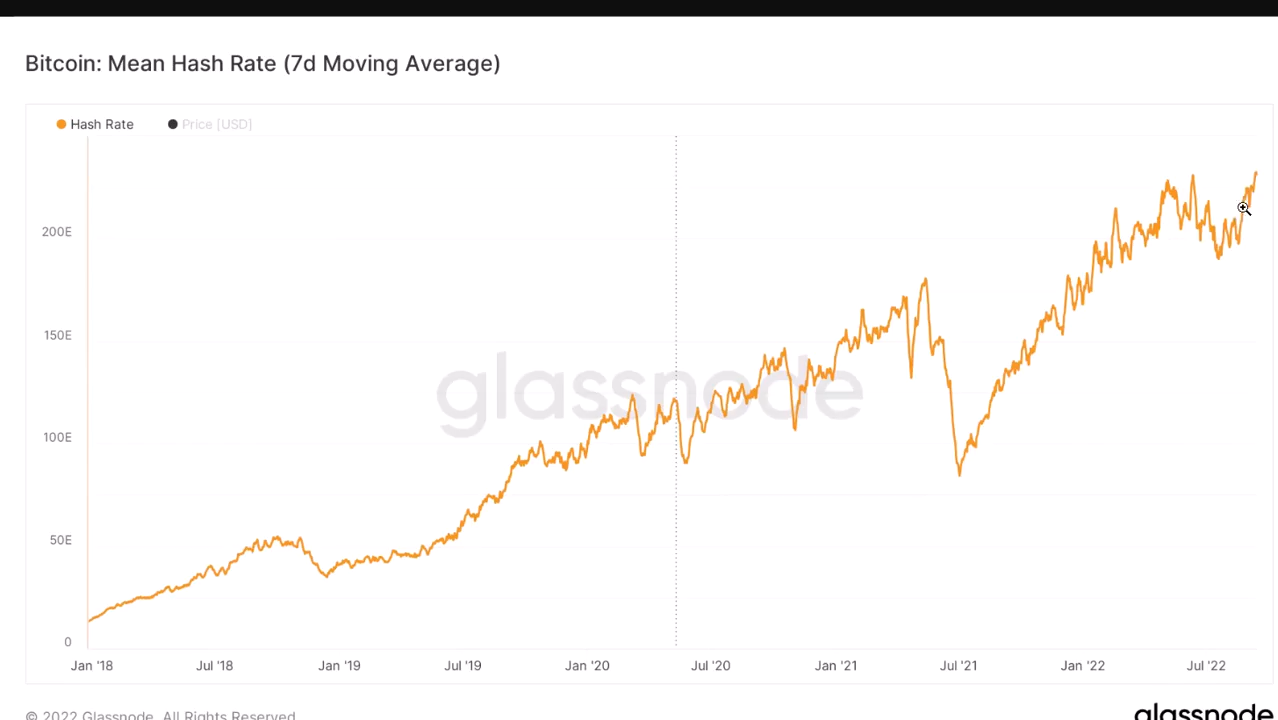 Bitcoin: Mean Hash Rate (7d Moving Average)
Hash Rate Price [USD]
200E
150E
100E
50E
0
glassnode
Jan '18 Jul '18 Jan '19 Jul '19 Jan '20 Jul '20 Jan '21 Jul '21 Jan '22 Jul '22
© 2022 Glassnode. All Rights Reserved.
glassnode